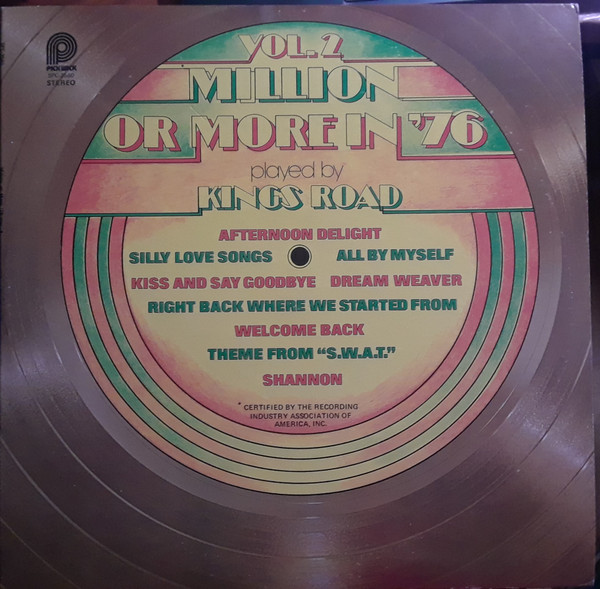 PICKWICK
STEREO
VOL. 2
MILLION
OR MORE IN '76
played by
KINGS ROAD
AFTERNOON DELIGHT
SILLY LOVE SONGS ALL BY MYSELF
KISS AND SAY GOODBYE DREAM WEAVER
RIGHT BACK WHERE WE STARTED FROM
WELCOME BACK
THEME FROM “S.W.A.T.”
SHANNON
* CERTIFIED BY THE RECORDING
INDUSTRY ASSOCIATION OF
AMERICA, INC.